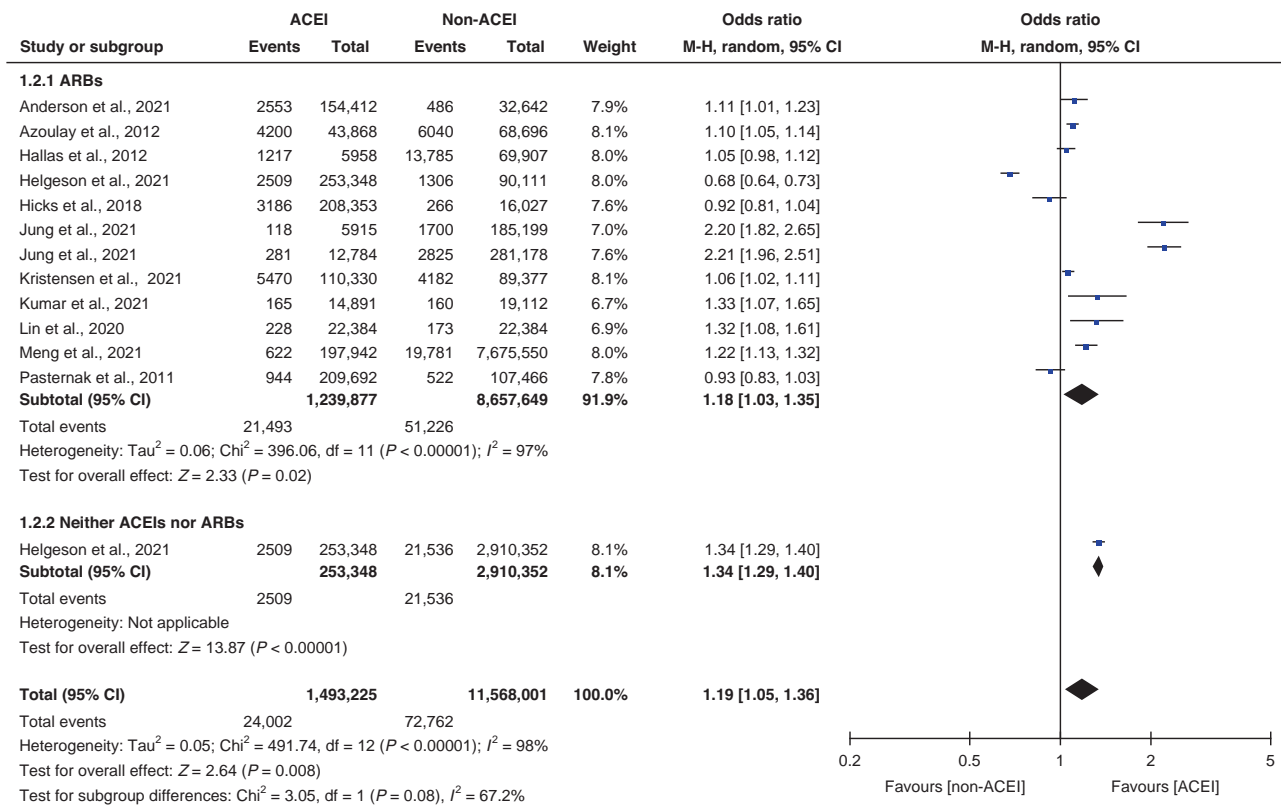 ACEI Non-ACEI Odds ratio Odds ratio
Study or subgroup Events Total Events Total Weight M-H, random, 95% CI M-H, random, 95% CI
1.2.1 ARBs
Anderson et al., 2021 2553 154,412 486 32,642 7.9% 1.11 [1.01, 1.23]
Azoulay et al., 2012 4200 43,868 6040 68,696 8.1% 1.10 [1.05, 1.14]
Hallas et al., 2012 1217 5958 13,785 69,907 8.0% 1.05 [0.98, 1.12]
Helgeson et al., 2021 2509 253,348 1306 90,111 8.0% 0.68 [0.64, 0.73]
Hicks et al., 2018 3186 208,353 266 16,027 7.6% 0.92 [0.81, 1.04]
Jung et al., 2021 118 5915 1700 185,199 7.0% 2.20 [1.82, 2.65]
Jung et al., 2021 281 12,784 2825 281,178 7.6% 2.21 [1.96, 2.51]
Kristensen et al., 2021 5470 110,330 4182 89,377 8.1% 1.06 [1.02, 1.11]
Kumar et al., 2021 165 14,891 160 19,112 6.7% 1.33 [1.07, 1.65]
Lin et al., 2020 228 22,384 173 22,384 6.9% 1.32 [1.08, 1.61]
Meng et al., 2021 622 197,942 19,781 7,675,550 8.0% 1.22 [1.13, 1.32]
Pasternak et al., 2011 944 209,692 522 107,466 7.8% 0.93 [0.83, 1.03]
Subtotal (95% CI) 1,239,877 8,657,649 91.9% 1.18 [1.03, 1.35]
Total events 21,493 51,226
Heterogeneity: Tau² = 0.06; Chi² = 396.06, df = 11 (P < 0.00001); I² = 97%
Test for overall effect: Z = 2.33 (P = 0.02)
1.2.2 Neither ACEIs nor ARBs
Helgeson et al., 2021 2509 253,348 21,536 2,910,352 8.1% 1.34 [1.29, 1.40]
Subtotal (95% CI) 253,348 2,910,352 8.1% 1.34 [1.29, 1.40]
Total events 2509 21,536
Heterogeneity: Not applicable
Test for overall effect: Z = 13.87 (P < 0.00001)
Total (95% CI) 1,493,225 11,568,001 100.0% 1.19 [1.05, 1.36]
Total events 24,002 72,762
Heterogeneity: Tau² = 0.05; Chi² = 491.74, df = 12 (P < 0.00001); I² = 98%
Test for overall effect: Z = 2.64 (P = 0.008)
Test for subgroup differences: Chi² = 3.05, df = 1 (P = 0.08), I² = 67.2%
0.2 0.5 1 2 5
Favours [non-ACEI] Favours [ACEI]